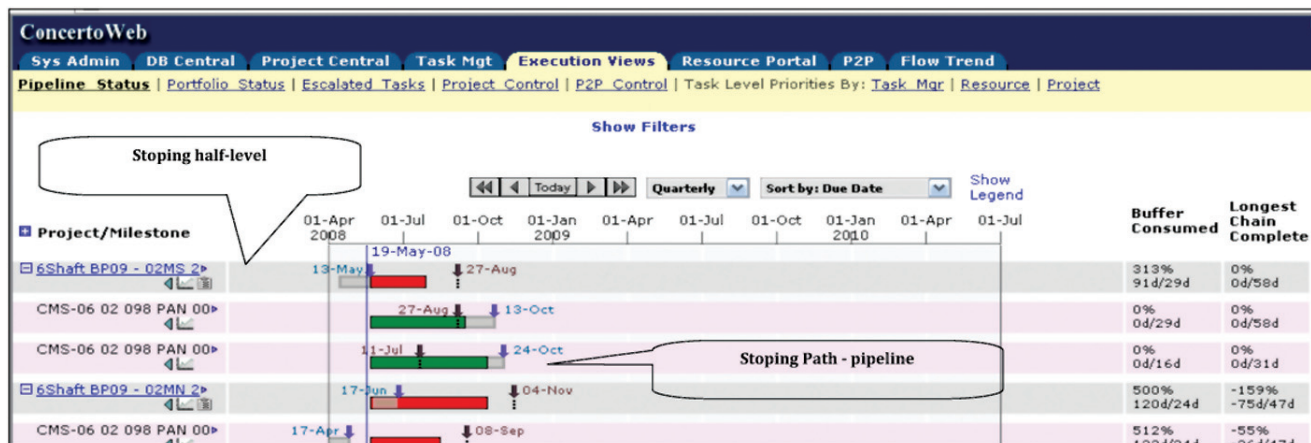 ConcertoWeb
Sys Admin DB Central Project Central Task Mgt Execution Views Resource Portal P2P Flow Trend
Pipeline Status | Portfolio Status | Escalated Tasks | Project Control | P2P Control | Task Level Priorities By: Task Mgr | Resource | Project
Show Filters
Stoping half-level
Today Quarterly Sort by: Due Date Show Legend
Project/Milestone 01-Apr 2008 01-Jul 01-Oct 01-Jan 2009 01-Apr 01-Jul 01-Oct 01-Jan 2010 01-Apr 01-Jul Buffer Consumed Longest Chain Complete
19-May-08
6Shaft BP09 - 02MS 2 13-May 27-Aug 313% 0%
91d/29d 0d/58d
CMS-06 02 098 PAN 00 27-Aug 13-Oct 0% 0%
0d/29d 0d/58d
CMS-06 02 098 PAN 00 11-Jul 24-Oct 0% 0%
Stoping Path - pipeline
0d/16d 0d/31d
6Shaft BP09 - 02MN 2 17-Jun 04-Nov 500% -159%
120d/24d -75d/47d
CMS-06 02 098 PAN 00 17-Apr 08-Sep 512% -55%